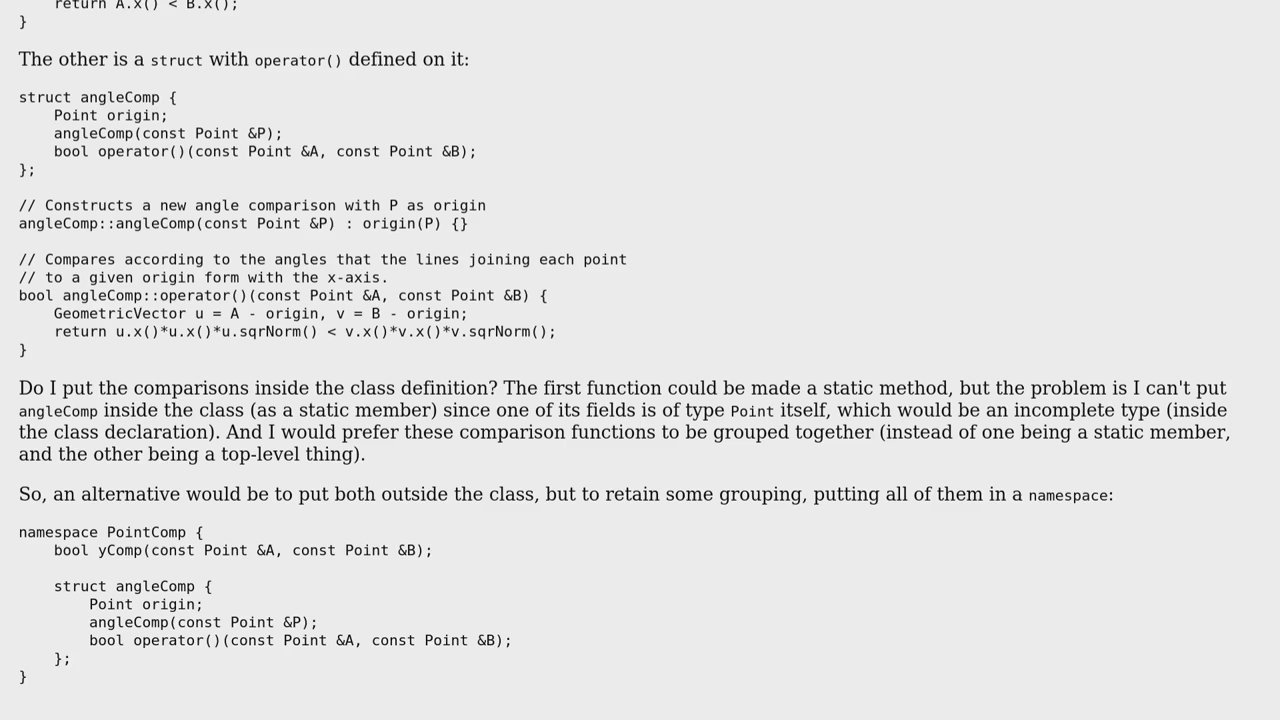 return A.x() < B.x();
}
The other is a struct with operator() defined on it:
struct angleComp {
    Point origin;
    angleComp(const Point &P);
    bool operator()(const Point &A, const Point &B);
};
// Constructs a new angle comparison with P as origin
angleComp::angleComp(const Point &P) : origin(P) {}
// Compares according to the angles that the lines joining each point
// to a given origin form with the x-axis.
bool angleComp::operator()(const Point &A, const Point &B) {
    GeometricVector u = A - origin, v = B - origin;
    return u.x()*u.x()*u.sqrNorm() < v.x()*v.x()*v.sqrNorm();
}
Do I put the comparisons inside the class definition? The first function could be made a static method, but the problem is I can't put
angleComp inside the class (as a static member) since one of its fields is of type Point itself, which would be an incomplete type (inside
the class declaration). And I would prefer these comparison functions to be grouped together (instead of one being a static member,
and the other being a top-level thing).
So, an alternative would be to put both outside the class, but to retain some grouping, putting all of them in a namespace:
namespace PointComp {
    bool yComp(const Point &A, const Point &B);
    struct angleComp {
        Point origin;
        angleComp(const Point &P);
        bool operator()(const Point &A, const Point &B);
    };
}